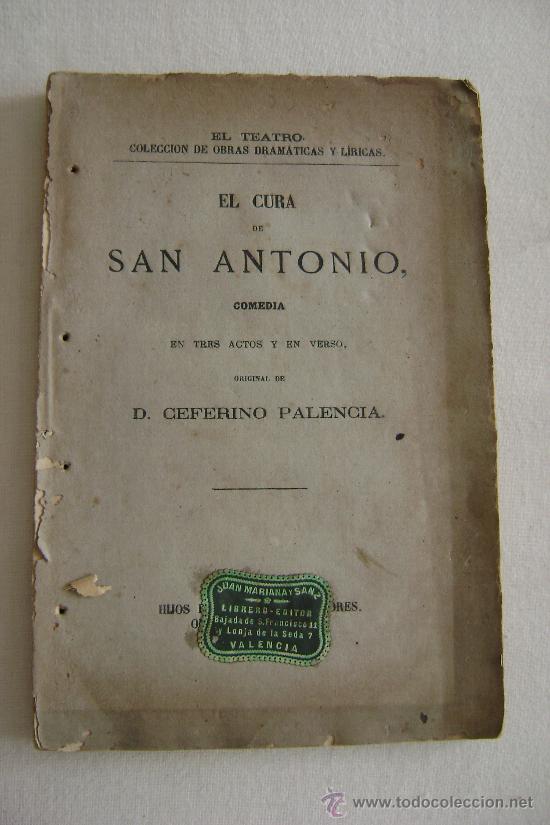 EL TEATRO.
COLECCION DE OBRAS DRAMÁTICAS Y LÍRICAS.
EL CURA
DE
SAN ANTONIO,
COMEDIA
EN TRES ACTOS Y EN VERSO,
ORIGINAL DE
D. CEFERINO PALENCIA.
HIJOS
JUAN MARIANA Y SANZ
LIBRERO-EDITOR
Bajada de S. Francisco 11
y Lonja de la Seda 7
VALENCIA
todocoleccion
© www.todocoleccion.net